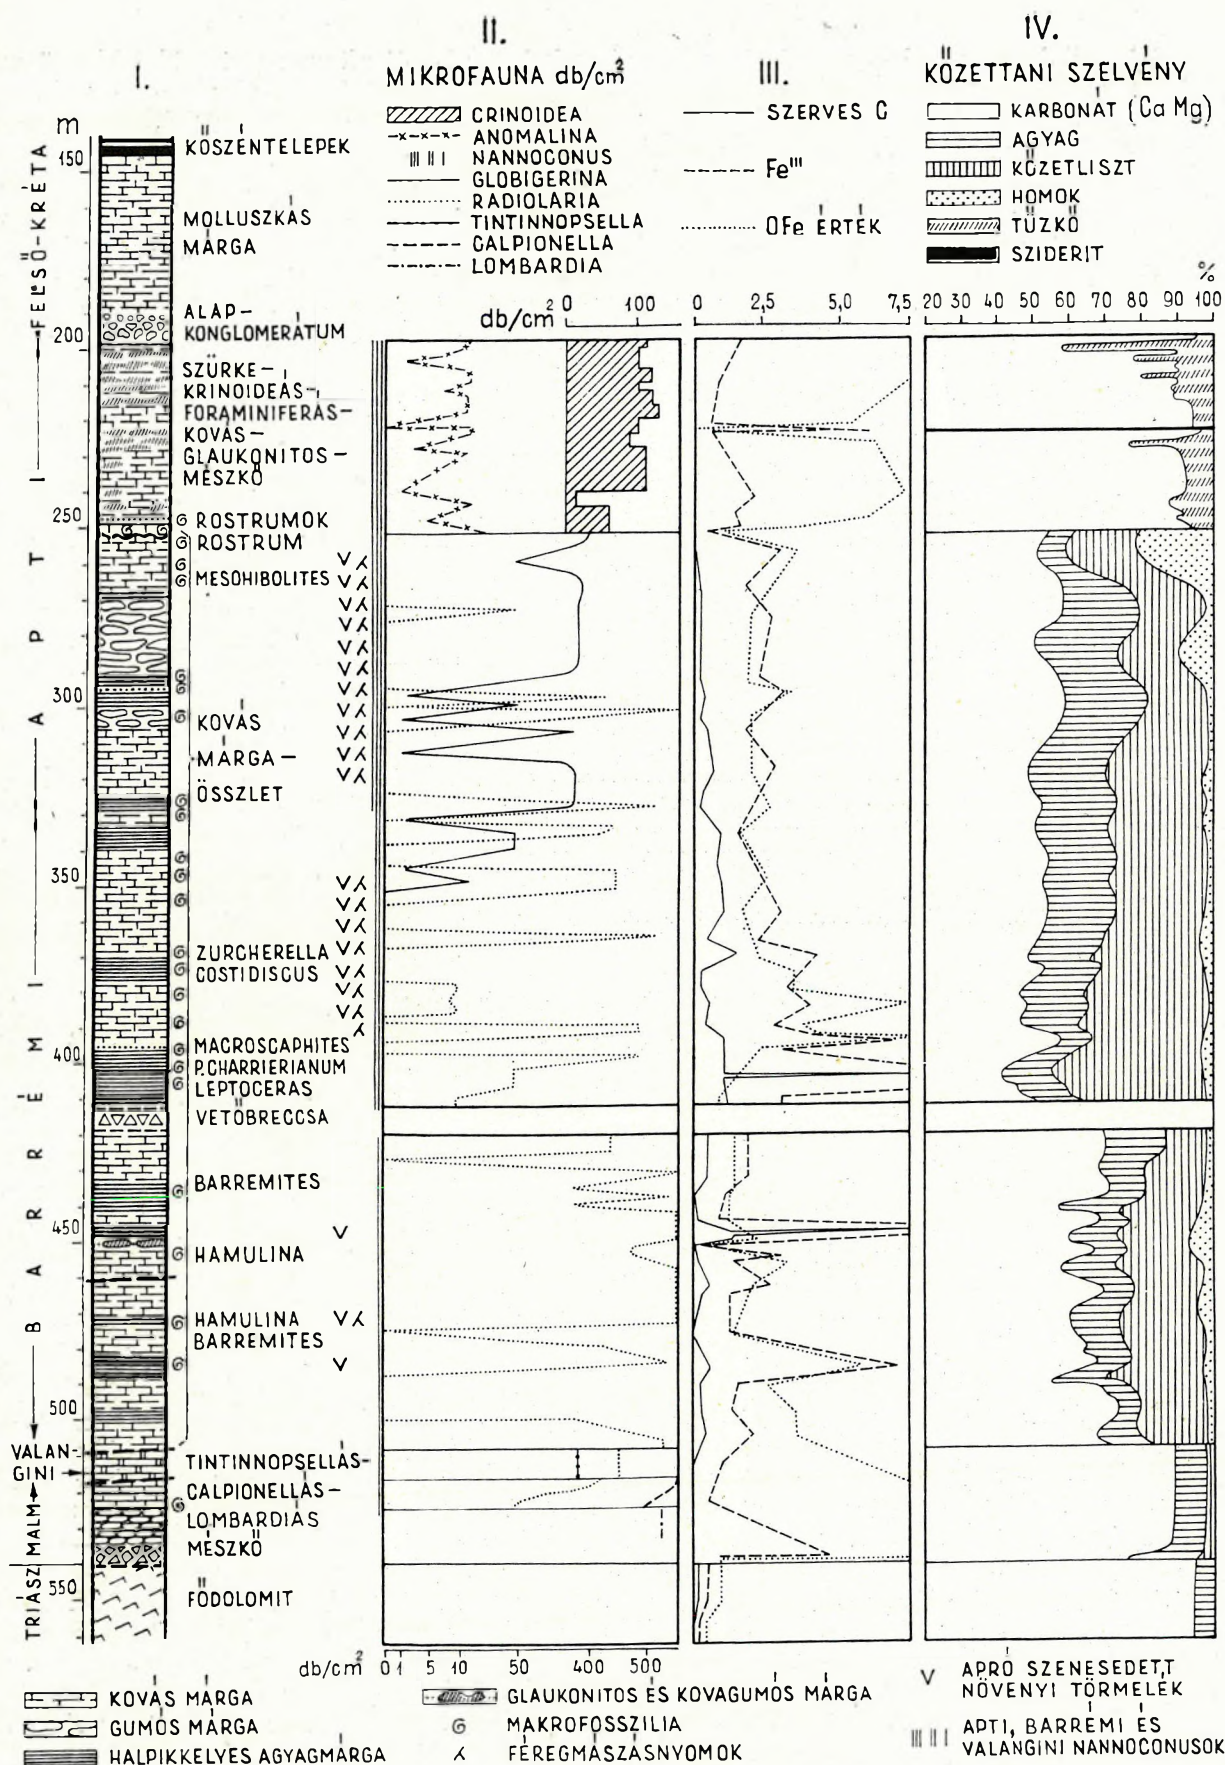 I.
II.
III.
IV.
MIKROFAUNA db/cm²
CRINOIDEA
ANOMALINA
NANNOCONUS
GLOBIGERINA
RADIOLARIA
TINTINNOPSELLA
CALPIONELLA
LOMBARDIA
SZERVES C
Fe'''
OFe ÉRTÉK
KŐZETTANI SZELVÉNY
KARBONÁT (Ca Mg)
AGYAG
KŐZETLISZT
HOMOK
TŰZKŐ
SZIDERIT
%
db/cm² 0 100
0 2,5 5,0 7,5
20 30 40 50 60 70 80 90 100
m
150
200
250
300
350
400
450
500
550
FELSŐ-KRÉTA
APTI
BARRÉMI
VALAN-
GINI
MALM
TRIÁSZ
KŐSZÉNTELEPEK
MOLLUSZKÁS
MÁRGA
ALAP-
KONGLOMERÁTUM
SZÜRKE-
KRINOIDEÁS-
FORAMINIFERÁS-
KOVÁS-
GLAUKONITOS-
MÉSZKŐ
ROSTRUMOK
ROSTRUM
MESOHIBOLITES
KOVÁS
MÁRGA-
ÖSSZLET
ZURCHERELLA
COSTIDISCUS
MACROSCAPHITES
P.CHARRIERIANUM
LEPTOCERAS
VETŐBRECCSA
BARREMITES
HAMULINA
HAMULINA
BARREMITES
TINTINNOPSELLÁS-
CALPIONELLÁS-
LOMBARDIÁS
MÉSZKŐ
FŐDOLOMIT
db/cm² 0 1 5 10 50 400 500
KOVÁS MÁRGA
GUMÓS MÁRGA
HALPIKKELYES AGYAGMÁRGA
GLAUKONITOS ÉS KOVAGUMÓS MÁRGA
MAKROFOSSZILIA
FÉREGMÁSZÁSNYOMOK
APRÓ SZENESEDETT
NÖVÉNYI TÖRMELÉK
APTI, BARRÉMI ÉS
VALANGINI NANNOCONUSOK